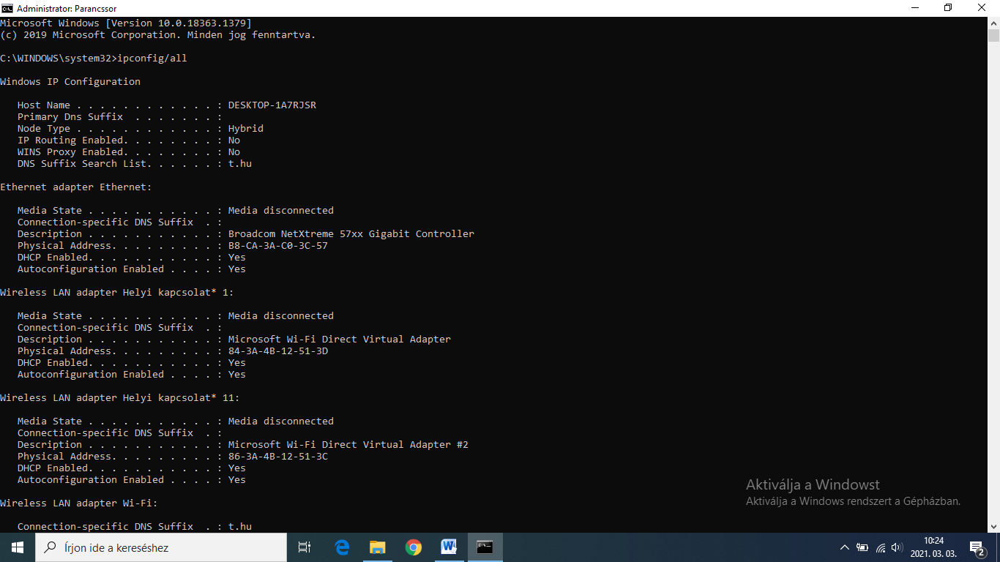 Administrator: Parancssor
Microsoft Windows [Version 10.0.18363.1379]
(c) 2019 Microsoft Corporation. Minden jog fenntartva.
C:\WINDOWS\system32>ipconfig/all
Windows IP Configuration
Host Name . . . . . . . . . . . . : DESKTOP-1A7RJSR
Primary Dns Suffix  . . . . . . . :
Node Type . . . . . . . . . . . . : Hybrid
IP Routing Enabled. . . . . . . . : No
WINS Proxy Enabled. . . . . . . . : No
DNS Suffix Search List. . . . . . : t.hu
Ethernet adapter Ethernet:
Media State . . . . . . . . . . . : Media disconnected
Connection-specific DNS Suffix  . :
Description . . . . . . . . . . . : Broadcom NetXtreme 57xx Gigabit Controller
Physical Address. . . . . . . . . : B8-CA-3A-C0-3C-57
DHCP Enabled. . . . . . . . . . . : Yes
Autoconfiguration Enabled . . . . : Yes
Wireless LAN adapter Helyi kapcsolat* 1:
Media State . . . . . . . . . . . : Media disconnected
Connection-specific DNS Suffix  . :
Description . . . . . . . . . . . : Microsoft Wi-Fi Direct Virtual Adapter
Physical Address. . . . . . . . . : 84-3A-4B-12-51-3D
DHCP Enabled. . . . . . . . . . . : Yes
Autoconfiguration Enabled . . . . : Yes
Wireless LAN adapter Helyi kapcsolat* 11:
Media State . . . . . . . . . . . : Media disconnected
Connection-specific DNS Suffix  . :
Description . . . . . . . . . . . : Microsoft Wi-Fi Direct Virtual Adapter #2
Physical Address. . . . . . . . . : 86-3A-4B-12-51-3C
DHCP Enabled. . . . . . . . . . . : Yes
Autoconfiguration Enabled . . . . : Yes
Wireless LAN adapter Wi-Fi:
Connection-specific DNS Suffix  . : t.hu
Aktiválja a Windowst
Aktiválja a Windows rendszert a Gépházban.
Írjon ide a kereséshez
10:24
2021. 03. 03.
2